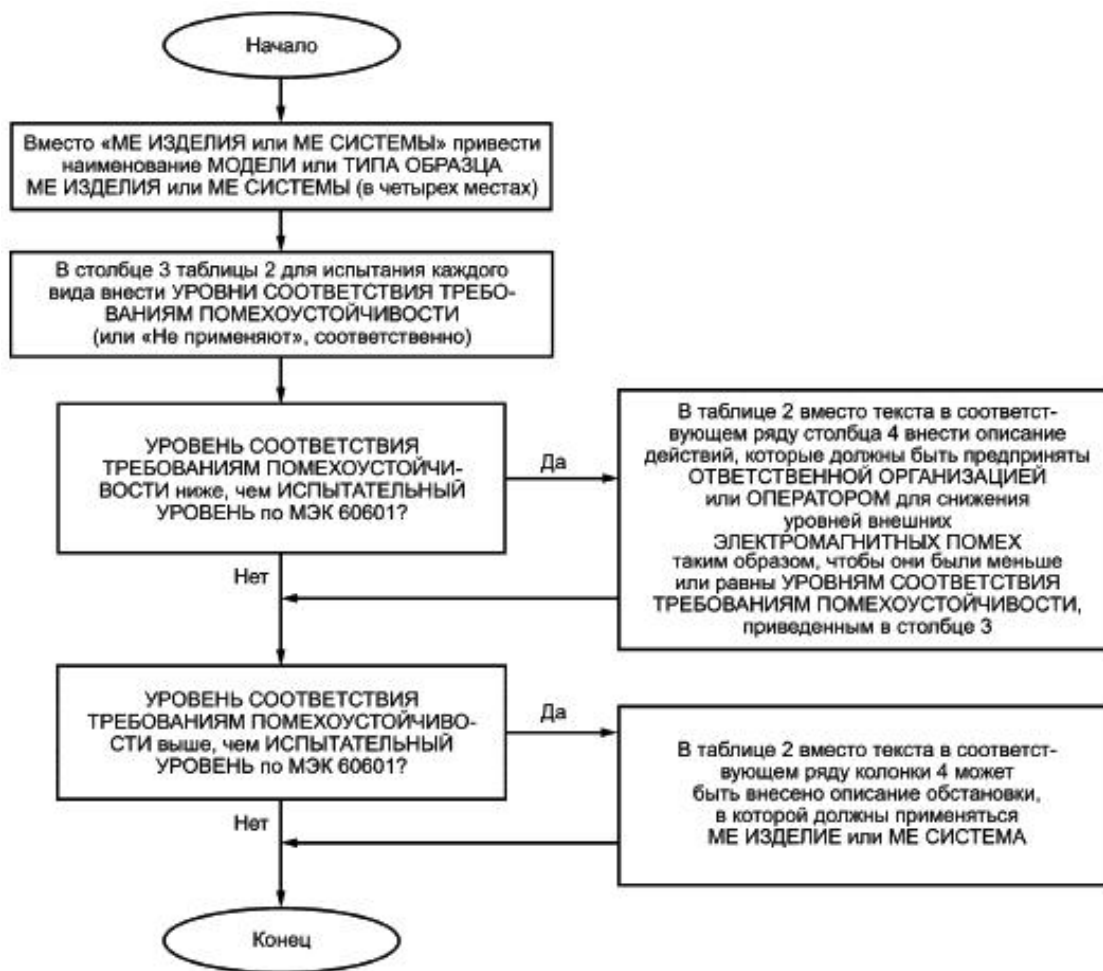 Начало
Вместо «МЕ ИЗДЕЛИЯ или МЕ СИСТЕМЫ» привести
наименование МОДЕЛИ или ТИПА ОБРАЗЦА
МЕ ИЗДЕЛИЯ или МЕ СИСТЕМЫ (в четырех местах)
В столбце 3 таблицы 2 для испытания каждого
вида внести УРОВНИ СООТВЕТСТВИЯ ТРЕБО-
ВАНИЯМ ПОМЕХОУСТОЙЧИВОСТИ
(или «Не применяют», соответственно)
УРОВЕНЬ СООТВЕТСТВИЯ
ТРЕБОВАНИЯМ ПОМЕХОУСТОЙЧИ-
ВОСТИ ниже, чем ИСПЫТАТЕЛЬНЫЙ
УРОВЕНЬ по МЭК 60601?
Да
В таблице 2 вместо текста в соответст-
вующем ряду столбца 4 внести описание
действий, которые должны быть предприняты
ОТВЕТСТВЕННОЙ ОРГАНИЗАЦИЕЙ
или ОПЕРАТОРОМ для снижения
уровней внешних
ЭЛЕКТРОМАГНИТНЫХ ПОМЕХ
таким образом, чтобы они были меньше
или равны УРОВНЯМ СООТВЕТСТВИЯ
ТРЕБОВАНИЯМ ПОМЕХОУСТОЙЧИВОСТИ,
приведенным в столбце 3
Нет
УРОВЕНЬ СООТВЕТСТВИЯ
ТРЕБОВАНИЯМ ПОМЕХОУСТОЙЧИВО-
СТИ выше, чем ИСПЫТАТЕЛЬНЫЙ
УРОВЕНЬ по МЭК 60601?
Да
В таблице 2 вместо текста в соответст-
вующем ряду колонки 4 может
быть внесено описание обстановки,
в которой должны применяться
МЕ ИЗДЕЛИЕ или МЕ СИСТЕМА
Нет
Конец